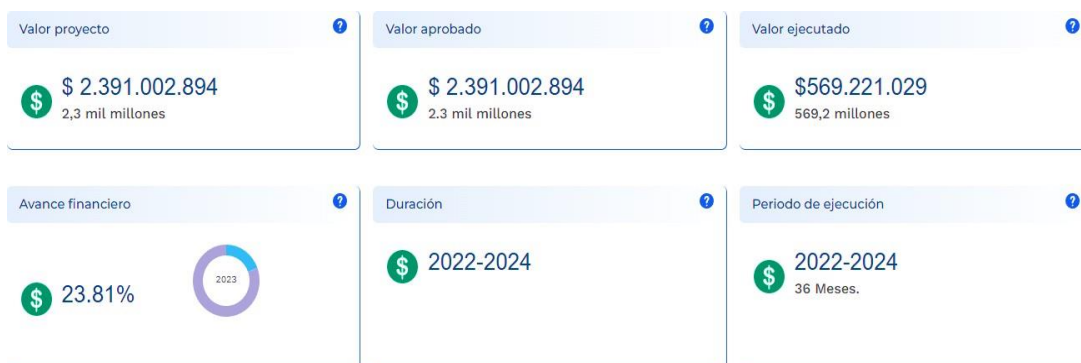 Valor proyecto
?
Valor aprobado
?
Valor ejecutado
?
$
$ 2.391.002.894
2,3 mil millones
$
$ 2.391.002.894
2.3 mil millones
$
$569.221.029
569,2 millones
Avance financiero
?
Duración
?
Periodo de ejecución
?
$
23.81%
2023
$
2022-2024
$
2022-2024
36 Meses.